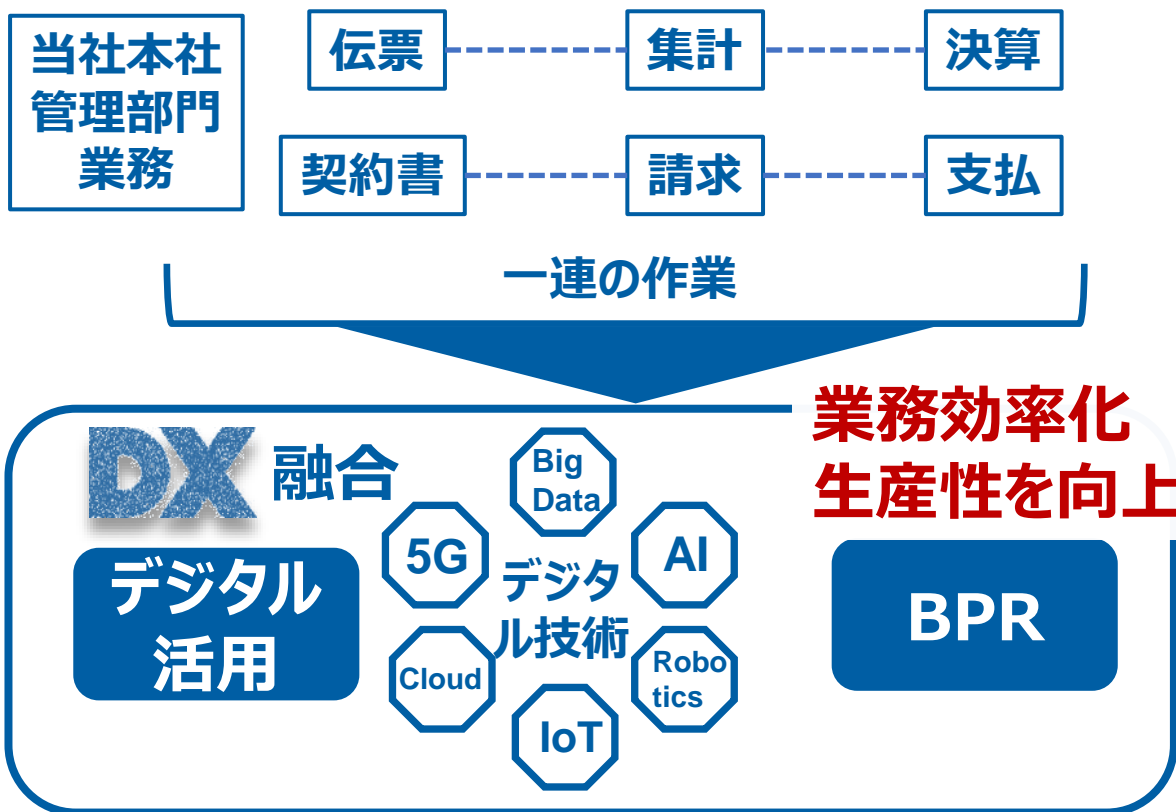 当社本社
管理部門
業務
伝票
集計
決算
契約書
請求
支払
一連の作業
DX 融合
業務効率化
生産性を向上
デジタル
活用
Big
Data
5G
AI
デジタ
ル技術
Cloud
Robo
tics
IoT
BPR